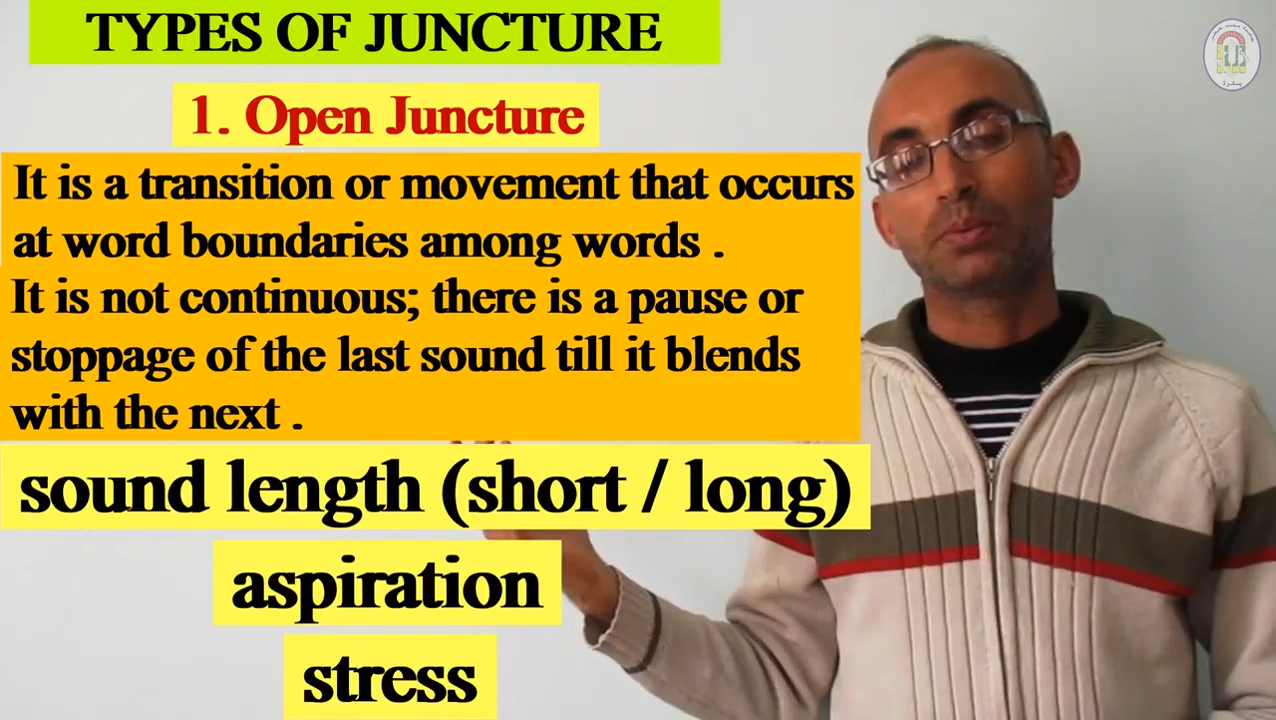 TYPES OF JUNCTURE
1. Open Juncture
It is a transition or movement that occurs
at word boundaries among words .
It is not continuous; there is a pause or
stoppage of the last sound till it blends
with the next .
sound length (short / long)
aspiration
stress